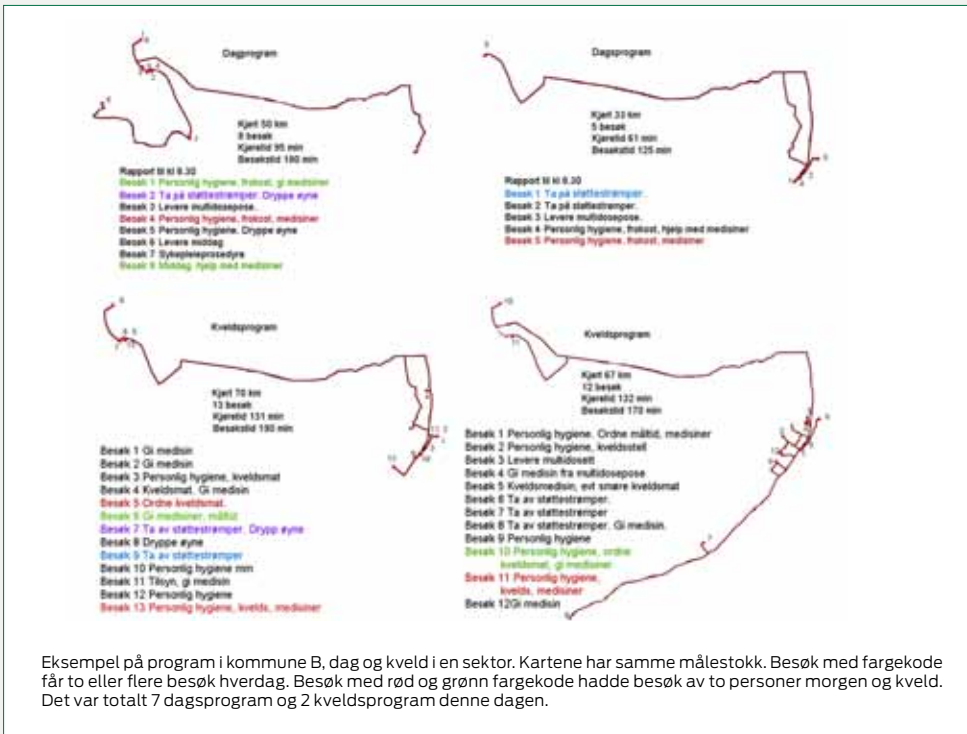 Dagprogram
Kjørt 50 km
8 besøk
Kjøretid 95 min
Besøkstid 180 min
Rapport til kl 8.30
Besøk 1 Personlig hygiene, frokost, gi medisiner
Besøk 2 Ta på støttestrømper. Dryppe øyne
Besøk 3 Levere multidosepose.
Besøk 4 Personlig hygiene, frokost, medisiner
Besøk 5 Personlig hygiene. Dryppe øyne
Besøk 6 Levere middag
Besøk 7 Sykepleieprosedyre
Besøk 8 Middag, hjelp med medisiner
Dagsprogram
Kjørt 33 km
5 besøk
Kjøretid 61 min
Besøkstid 125 min
Rapport til kl 8.30
Besøk 1 Ta på støttestrømper.
Besøk 2 Ta på støttestrømper.
Besøk 3 Levere multidosepose
Besøk 4 Personlig hygiene, frokost, hjelp med medisiner
Besøk 5 Personlig hygiene, frokost, medisiner
Kveldsprogram
Kjørt 70 km
13 besøk
Kjøretid 131 min
Besøkstid 180 min
Besøk 1 Gi medisin
Besøk 2 Gi medisin
Besøk 3 Personlig hygiene, kveldsmat
Besøk 4 Kveldsmat. Gi medisin
Besøk 5 Ordne kveldsmat.
Besøk 6 Gi medisiner, måltid
Besøk 7 Ta av støttestrømper. Drypp øyne
Besøk 8 Dryppe øyne
Besøk 9 Ta av støttestrømper
Besøk 10 Personlig hygiene mm
Besøk 11 Tilsyn, gi medisin
Besøk 12 Personlig hygiene
Besøk 13 Personlig hygiene, kvelds, medisiner
Kveldsprogram
Kjørt 67 km
12 besøk
Kjøretid 132 min
Besøkstid 170 min
Besøk 1 Personlig hygiene. Ordne måltid, medisiner
Besøk 2 Personlig hygiene, kveldsstell
Besøk 3 Levere multidosett
Besøk 4 Gi medisin fra multidosepose
Besøk 5 Kveldsmedisin, evt smøre kveldsmat
Besøk 6 Ta av støttestrømper.
Besøk 7 Ta av støttestrømper
Besøk 8 Ta av støttestrømper. Gi medisin.
Besøk 9 Personlig hygiene
Besøk 10 Personlig hygiene, ordne
kveldsmat, gi medisiner
Besøk 11 Personlig hygiene,
kvelds, medisiner
Besøk 12Gi medisin
Eksempel på program i kommune B, dag og kveld i en sektor. Kartene har samme målestokk. Besøk med fargekode
får to eller flere besøk hverdag. Besøk med rød og grønn fargekode hadde besøk av to personer morgen og kveld.
Det var totalt 7 dagsprogram og 2 kveldsprogram denne dagen.